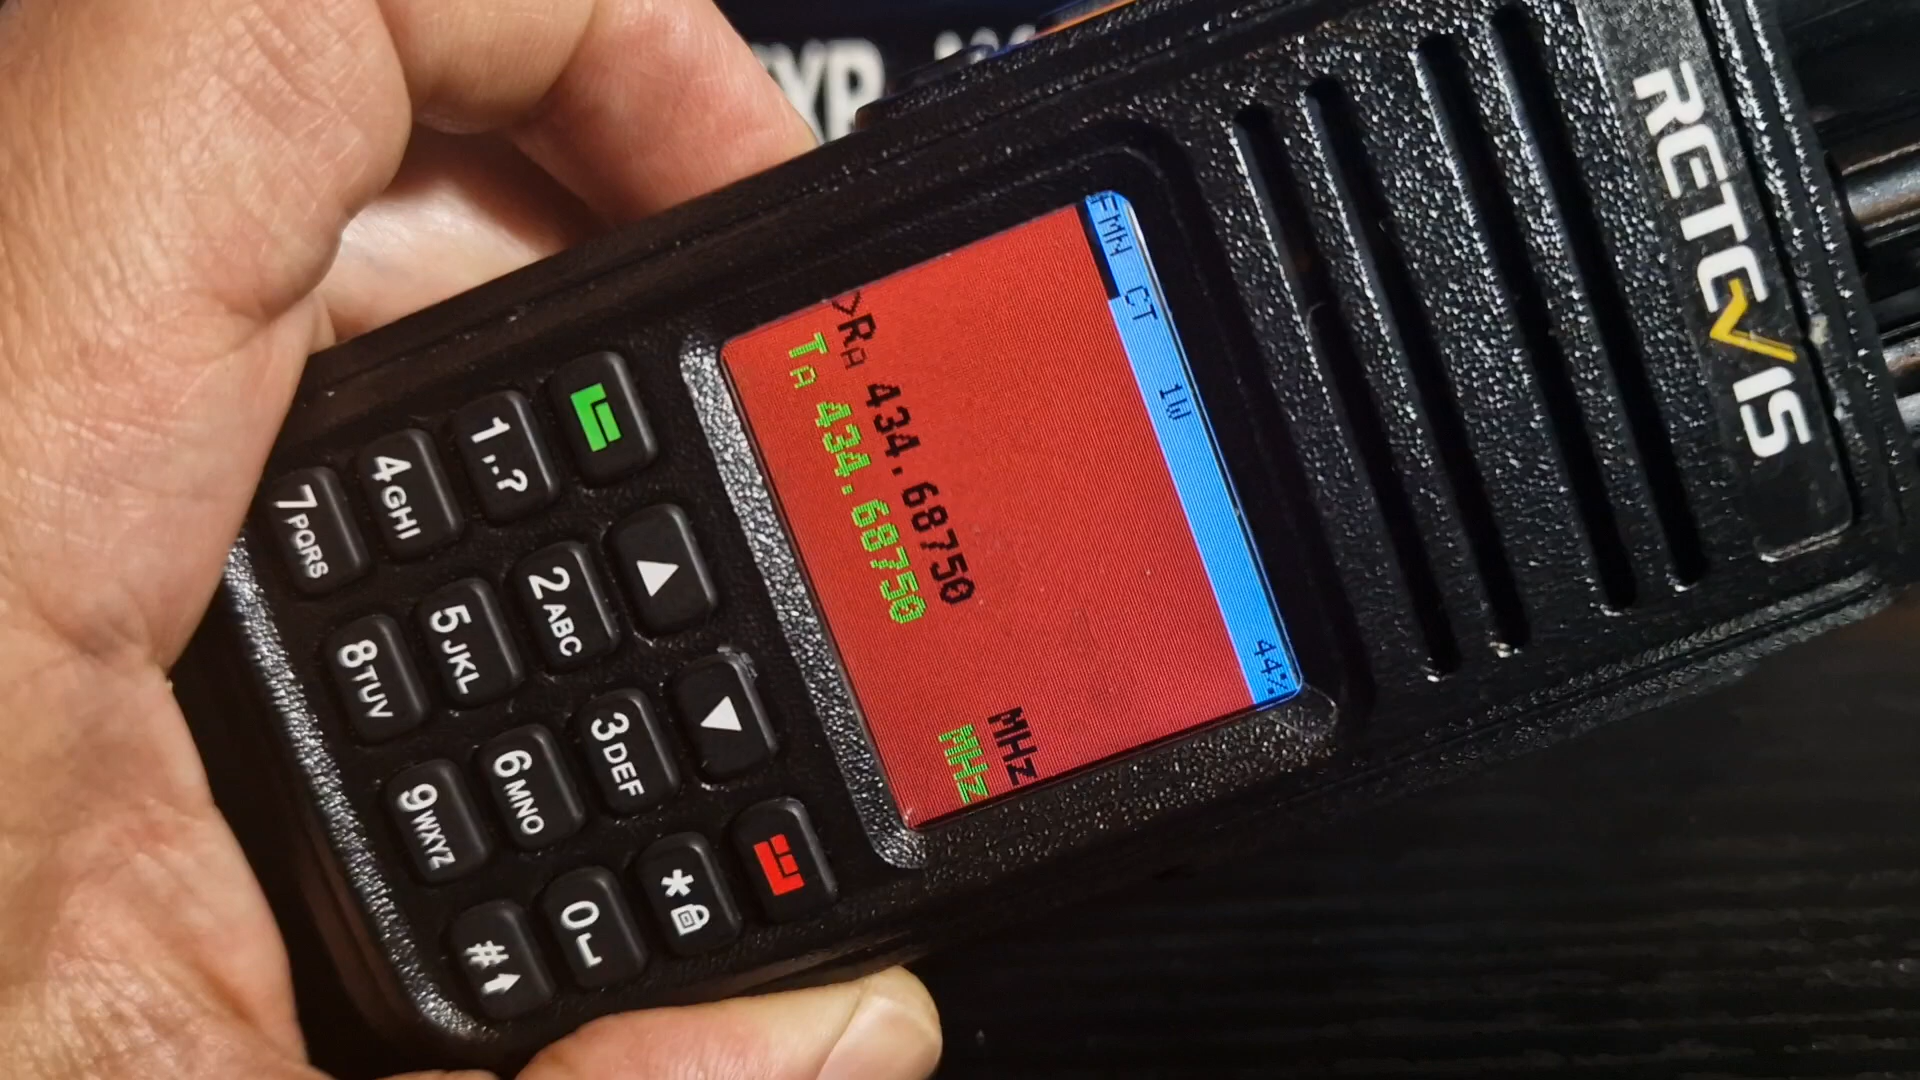 RETEVIS
FMN CT 1W 44%
>RA 434.68750 MHz
TA 434.68750 MHz
1,.?
2ABC
3DEF
*
4GHI
5JKL
6MNO
0
7PQRS
8TUV
9WXYZ
#